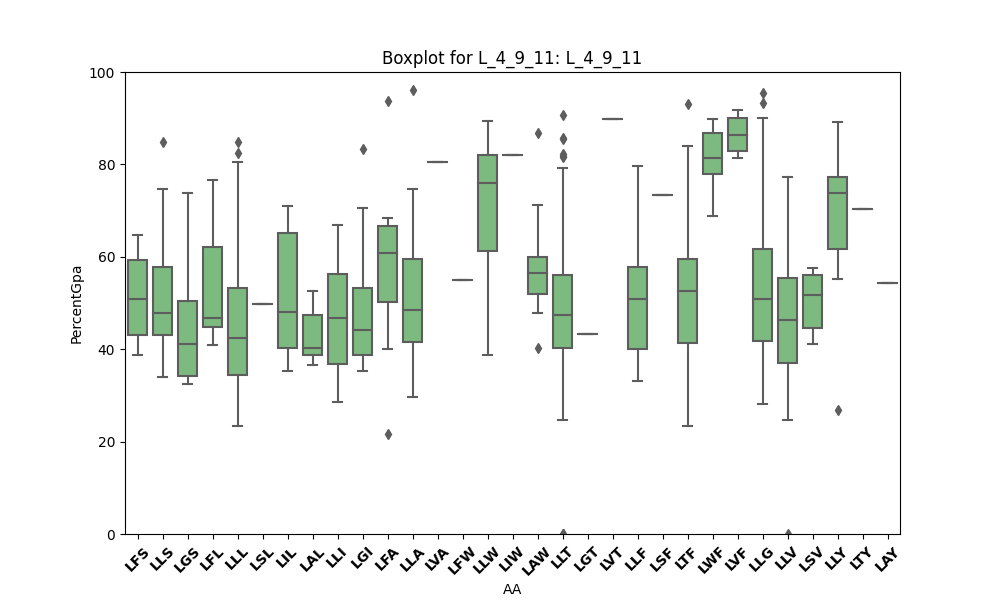 Boxplot for L_4_9_11: L_4_9_11
100
80
60
40
20
0
PercentGpa
LFS LLS LGS LFL LLL LSL LIL LAL LLI LGI LFA LLA LVA LFW LLW LIW LAW LLT LGT LVT LLF LSF LTF LWF LVF LLG LLV LSV LLY LTY LAY
AA